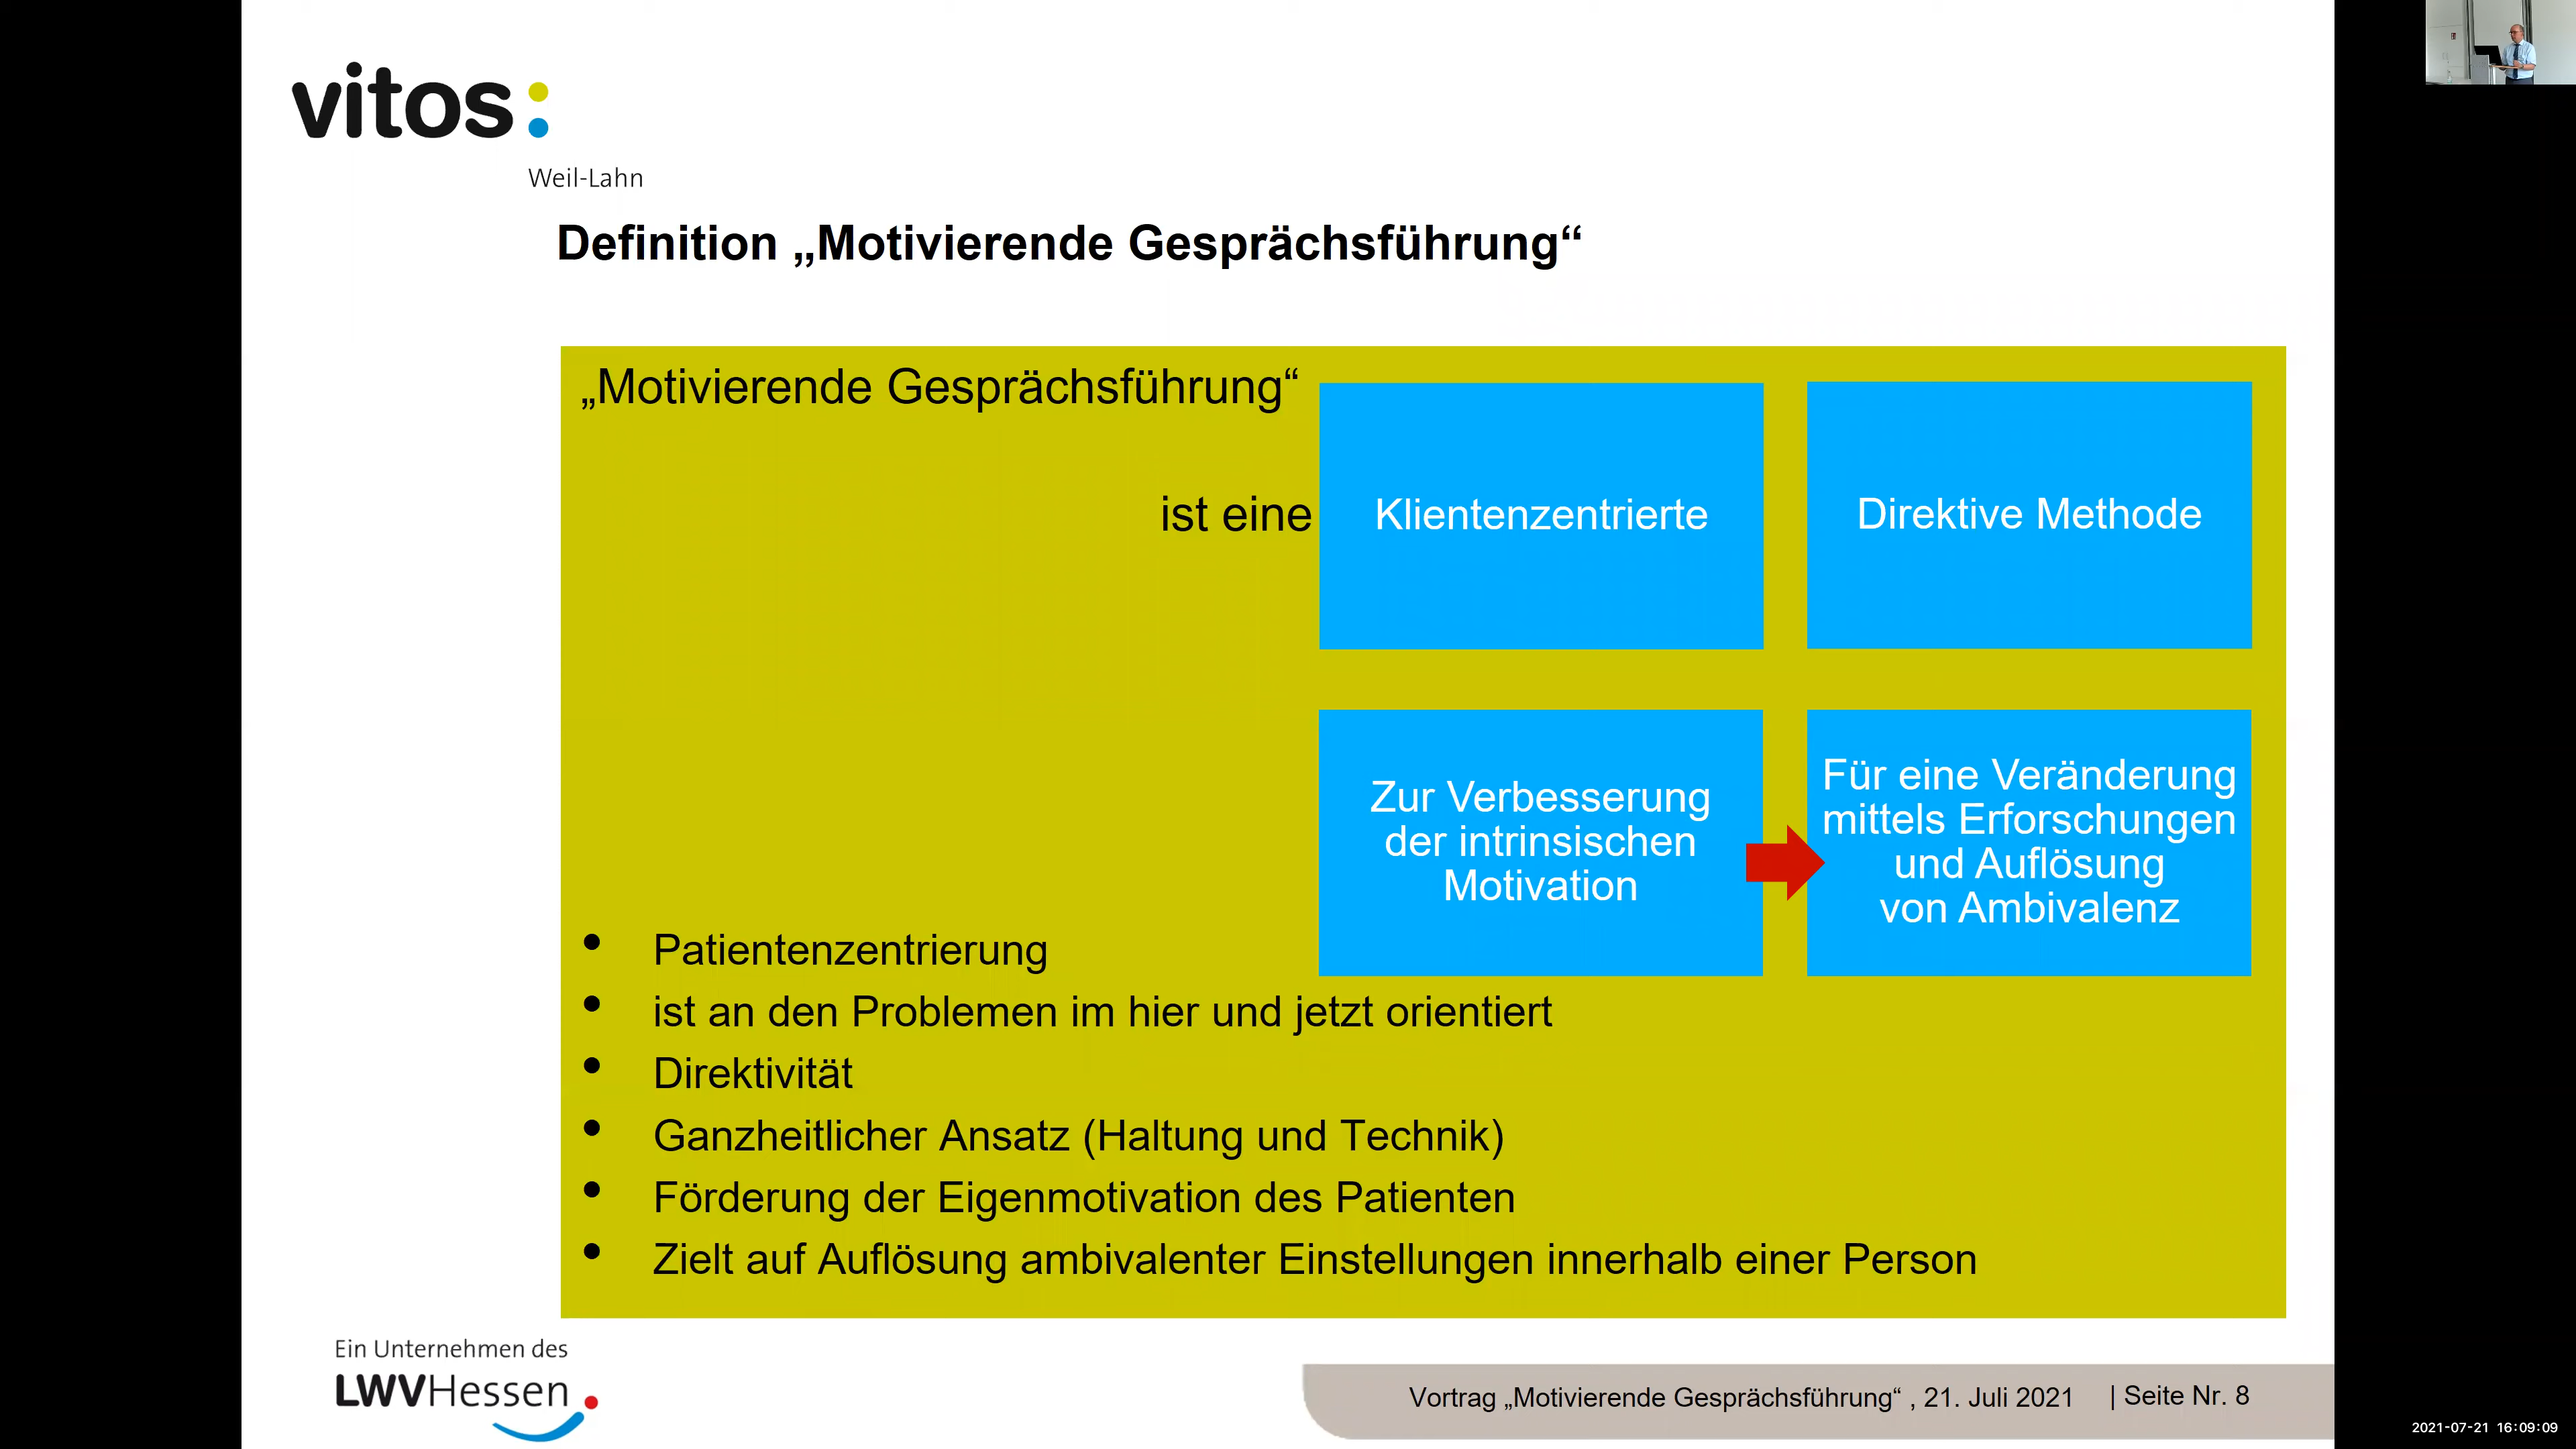 vitos:
Weil-Lahn
Definition „Motivierende Gesprächsführung“
„Motivierende Gesprächsführung“
ist eine
Klientenzentrierte
Direktive Methode
Zur Verbesserung
der intrinsischen
Motivation
Für eine Veränderung
mittels Erforschungen
und Auflösung
von Ambivalenz
• Patientenzentrierung
• ist an den Problemen im hier und jetzt orientiert
• Direktivität
• Ganzheitlicher Ansatz (Haltung und Technik)
• Förderung der Eigenmotivation des Patienten
• Zielt auf Auflösung ambivalenter Einstellungen innerhalb einer Person
Ein Unternehmen des
LWVHessen
Vortrag „Motivierende Gesprächsführung“ , 21. Juli 2021 | Seite Nr. 8
2021-07-21 16:09:09